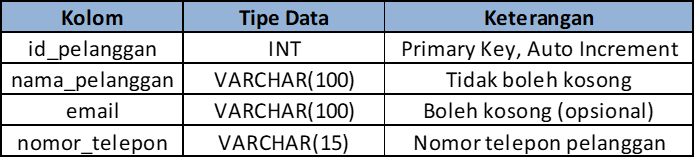 Kolom Tipe Data Keterangan
id_pelanggan INT Primary Key, Auto Increment
nama_pelanggan VARCHAR(100) Tidak boleh kosong
email VARCHAR(100) Boleh kosong (opsional)
nomor_telepon VARCHAR(15) Nomor telepon pelanggan